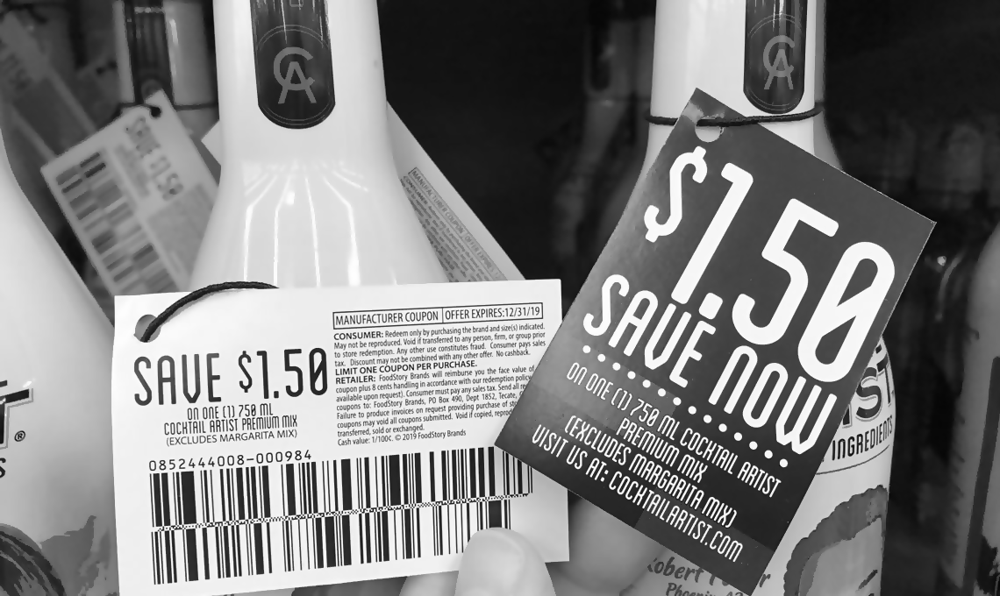 CA
CA
SAVE $1.50
MANUFACTURER COUPON
MANUFACTURER COUPON OFFER EXPIRES:12/31/19
CONSUMER: Redeem only by purchasing the brand and size(s) indicated.
May not be reproduced. Void if transferred to any person, firm, or group prior
to store redemption. Any other use constitutes fraud. Consumer pays sales
tax. Discount may not be combined with any other offer. No cashback.
LIMIT ONE COUPON PER PURCHASE.
RETAILER: FoodStory Brands will reimburse you the face value of
coupon plus 8 cents handling in accordance with our redemption policy
available upon request). Consumer must pay any sales tax. Send all
coupons to: FoodStory Brands, PO Box 490, Dept 1852, Tecate,
Failure to produce invoices on request providing purchase of
coupons may void all coupons submitted. Void if copied,
transferred, sold or exchanged.
Cash value: 1/100¢. © 2019 FoodStory Brands
SAVE $1.50
ON ONE (1) 750 ML
COCKTAIL ARTIST PREMIUM MIX
(EXCLUDES MARGARITA MIX)
0852444008-000984
$1.50
SAVE NOW
ON ONE (1) 750 ML COCKTAIL ARTIST
PREMIUM MIX
(EXCLUDES MARGARITA MIX)
VISIT US AT: COCKTAILARTIST.COM
T®
S
IST
INGREDIENTS